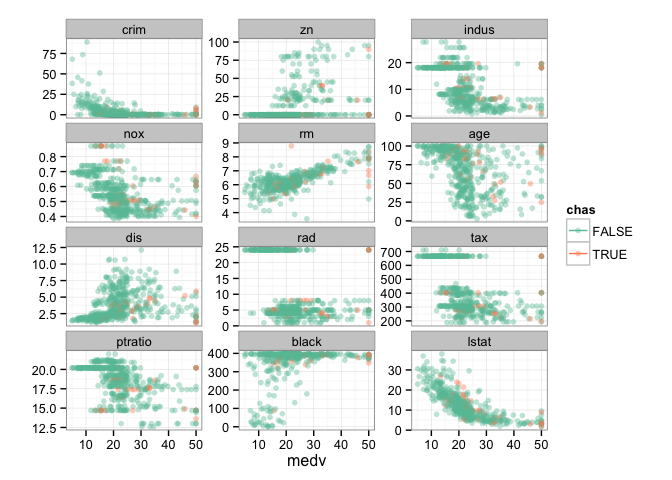 crim zn indus
75 100 20
50 75 10
25 50 0
0 25
0
nox rm age
0.8 9 100
0.7 8 75
0.6 7 50
0.5 6 25
0.4 5 0
4
chas
FALSE
TRUE
dis rad tax
12.5 25 700
10.0 20 600
7.5 15 500
5.0 10 400
2.5 5 300
0 200
ptratio black lstat
20.0 400 30
17.5 300 20
15.0 200 10
12.5 100 0
0
10 20 30 40 50 10 20 30 40 50 10 20 30 40 50
medv